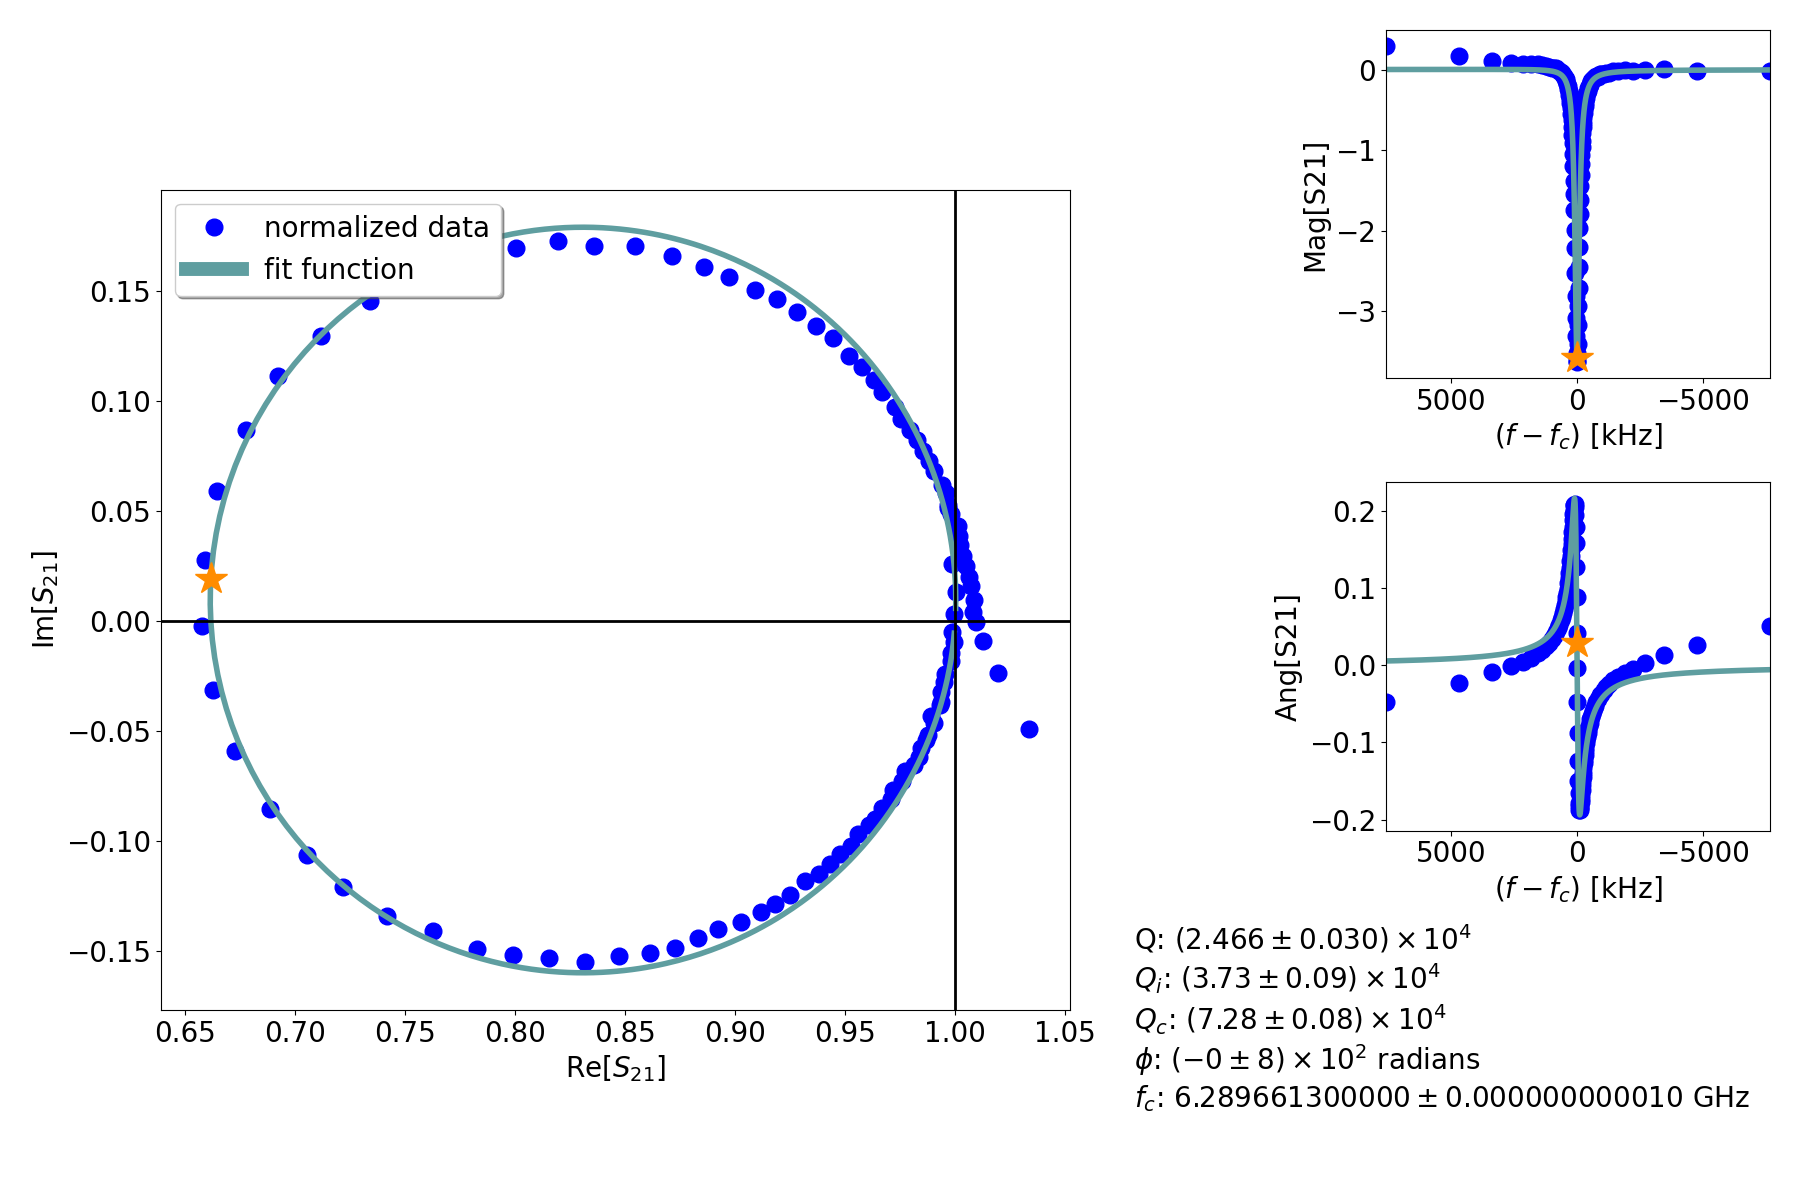 normalized data
fit function
0.15
0.10
0.05
0.00
−0.05
−0.10
−0.15
Im[S21]
0.65 0.70 0.75 0.80 0.85 0.90 0.95 1.00 1.05
Re[S21]
0
−1
−2
−3
Mag[S21]
5000 0 −5000
(f − fc) [kHz]
0.2
0.1
0.0
−0.1
−0.2
Ang[S21]
5000 0 −5000
(f − fc) [kHz]
Q: (2.466 ± 0.030) × 10^4
Qi: (3.73 ± 0.09) × 10^4
Qc: (7.28 ± 0.08) × 10^4
ϕ: (−0 ± 8) × 10^2 radians
fc: 6.289661300000 ± 0.000000000010 GHz